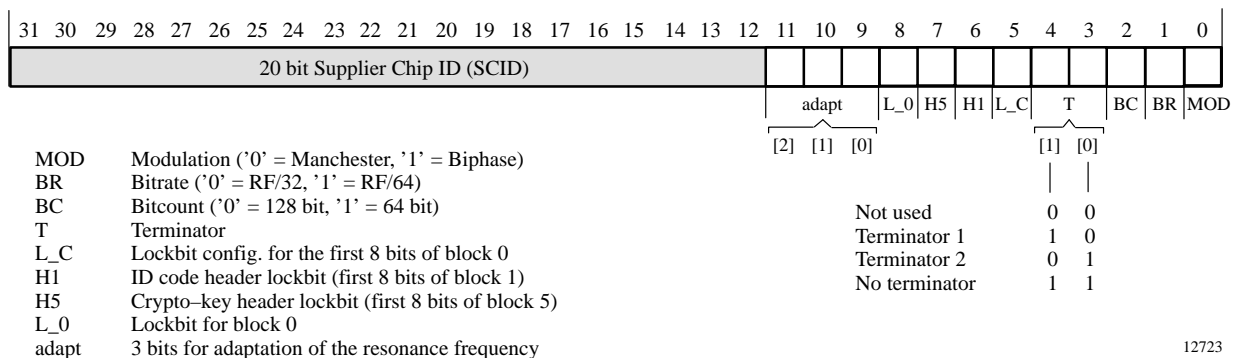 31 30 29 28 27 26 25 24 23 22 21 20 19 18 17 16 15 14 13 12 11 10 9 8 7 6 5 4 3 2 1 0
20 bit Supplier Chip ID (SCID)
adapt L_0 H5 H1 L_C T BC BR MOD
[2] [1] [0] [1] [0]
MOD Modulation ('0' = Manchester, '1' = Biphase)
BR Bitrate ('0' = RF/32, '1' = RF/64)
BC Bitcount ('0' = 128 bit, '1' = 64 bit)
T Terminator
L_C Lockbit config. for the first 8 bits of block 0
H1 ID code header lockbit (first 8 bits of block 1)
H5 Crypto–key header lockbit (first 8 bits of block 5)
L_0 Lockbit for block 0
adapt 3 bits for adaptation of the resonance frequency
Not used 0 0
Terminator 1 1 0
Terminator 2 0 1
No terminator 1 1
12723